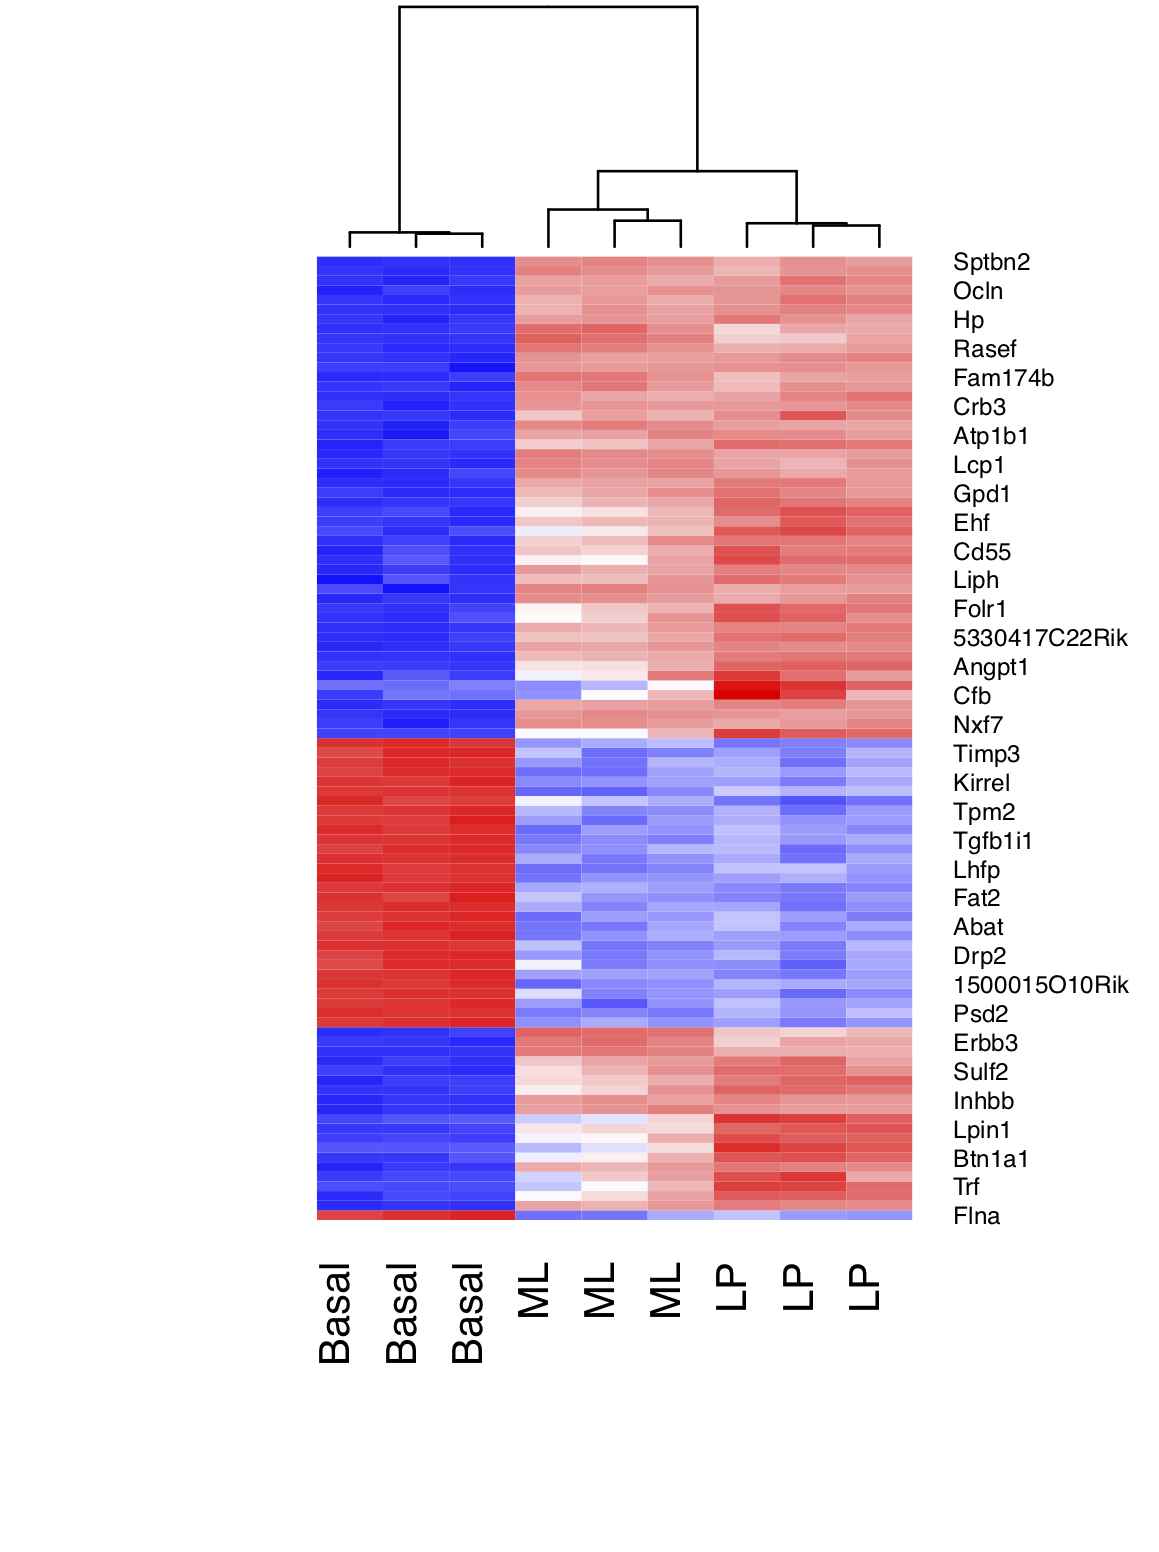 Sptbn2
Ocln
Hp
Rasef
Fam174b
Crb3
Atp1b1
Lcp1
Gpd1
Ehf
Cd55
Liph
Folr1
5330417C22Rik
Angpt1
Cfb
Nxf7
Timp3
Kirrel
Tpm2
Tgfb1i1
Lhfp
Fat2
Abat
Drp2
1500015O10Rik
Psd2
Erbb3
Sulf2
Inhbb
Lpin1
Btn1a1
Trf
Flna
Basal
Basal
Basal
ML
ML
ML
LP
LP
LP